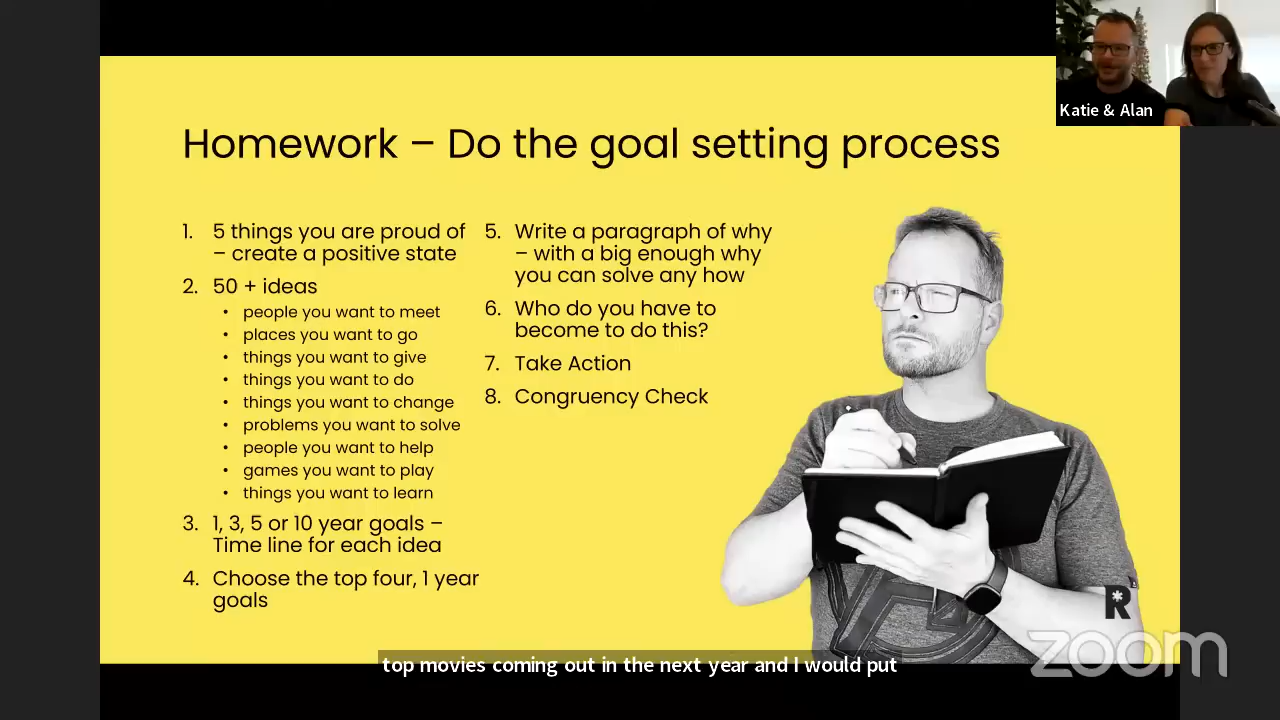 Katie & Alan
Homework – Do the goal setting process
1. 5 things you are proud of
– create a positive state
2. 50 + ideas
• people you want to meet
• places you want to go
• things you want to give
• things you want to do
• things you want to change
• problems you want to solve
• people you want to help
• games you want to play
• things you want to learn
3. 1, 3, 5 or 10 year goals –
Time line for each idea
4. Choose the top four, 1 year
goals
5. Write a paragraph of why
– with a big enough why
you can solve any how
6. Who do you have to
become to do this?
7. Take Action
8. Congruency Check
R
zoom
top movies coming out in the next year and I would put